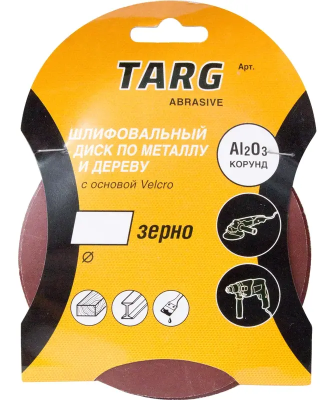 TARG
Арт.
ABRASIVE
ШЛИФОВАЛЬНЫЙ
ДИСК ПО МЕТАЛЛУ
И ДЕРЕВУ
с основой Velcro
Al2O3
КОРУНД
зерно
Ø